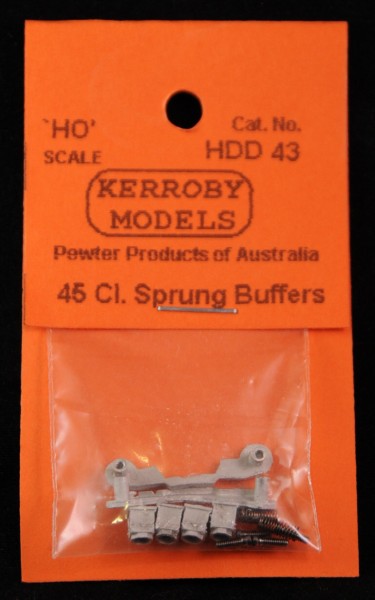 `HO'
SCALE
Cat. No.
HDD 43
KERROBY
MODELS
Pewter Products of Australia
45 Cl. Sprung Buffers